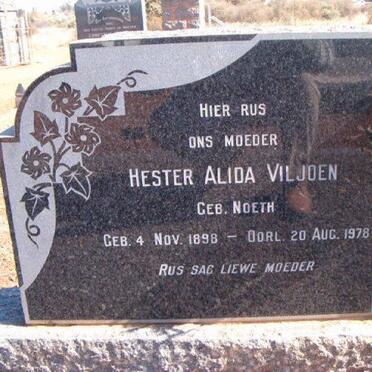 HIER RUS
ONS MOEDER
HESTER ALIDA VILJOEN
GEB. NOETH
GEB. 4 NOV. 1898 – OORL. 20 AUG. 1978
RUS SAG LIEWE MOEDER